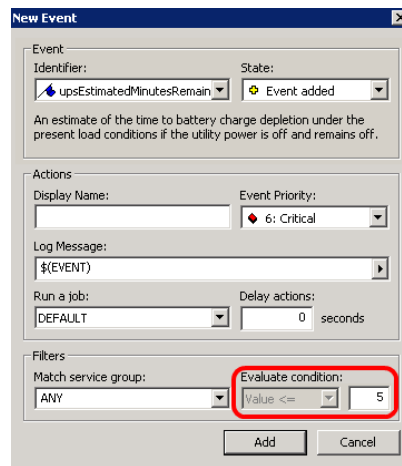 New Event
Event
Identifier:
State:
upsEstimatedMinutesRemain
Event added
An estimate of the time to battery charge depletion under the
present load conditions if the utility power is off and remains off.
Actions
Display Name:
Event Priority:
6: Critical
Log Message:
$(EVENT)
Run a job:
Delay actions:
DEFAULT
0 seconds
Filters
Match service group:
Evaluate condition:
ANY
Value <=
5
Add
Cancel